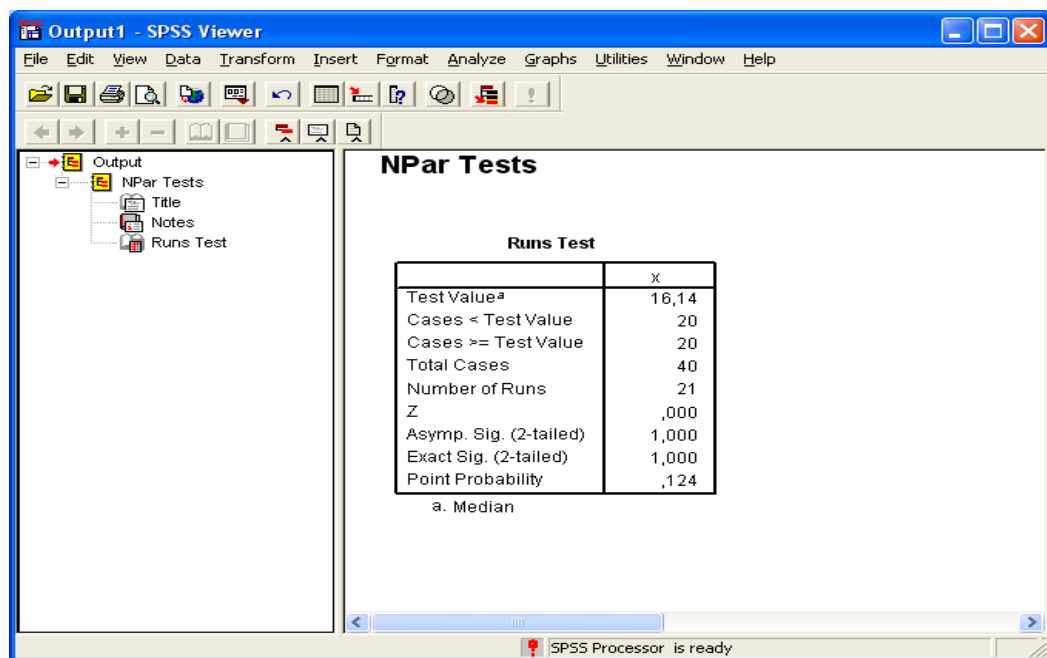 Output1 - SPSS Viewer
File Edit View Data Transform Insert Format Analyze Graphs Utilities Window Help
Output
NPar Tests
Title
Notes
Runs Test
NPar Tests
Runs Test
x
Test Valueª 16,14
Cases < Test Value 20
Cases >= Test Value 20
Total Cases 40
Number of Runs 21
Z ,000
Asymp. Sig. (2-tailed) 1,000
Exact Sig. (2-tailed) 1,000
Point Probability ,124
a. Median
SPSS Processor is ready